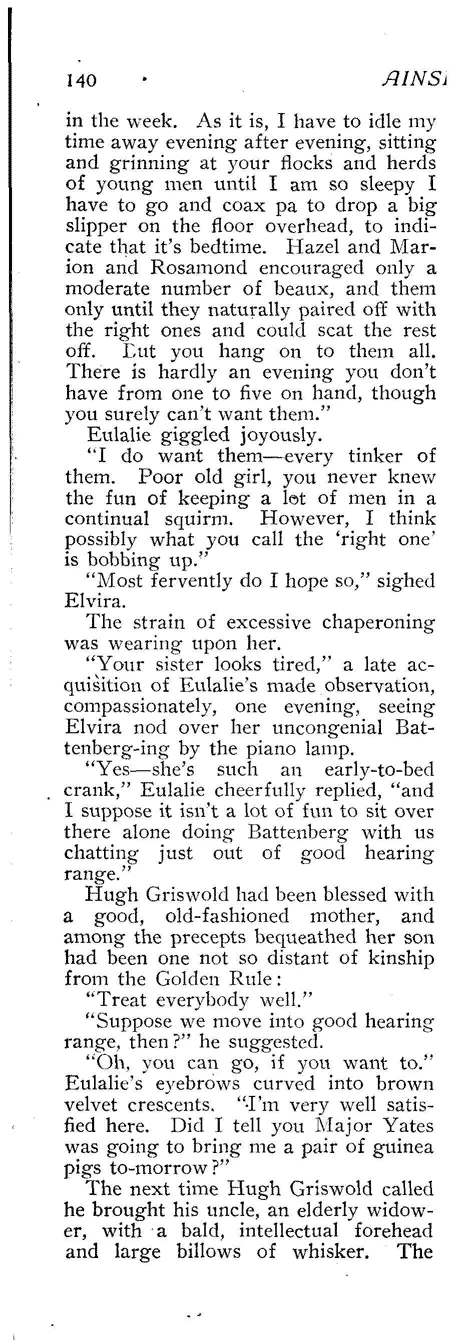 140 AINS
in the week. As it is, I have to idle my
time away evening after evening, sitting
and grinning at your flocks and herds
of young men until I am so sleepy I
have to go and coax pa to drop a big
slipper on the floor overhead, to indi-
cate that it's bedtime. Hazel and Mar-
ion and Rosamond encouraged only a
moderate number of beaux, and them
only until they naturally paired off with
the right ones and could scat the rest
off. But you hang on to them all.
There is hardly an evening you don't
have from one to five on hand, though
you surely can't want them."
Eulalie giggled joyously.
"I do want them—every tinker of
them. Poor old girl, you never knew
the fun of keeping a lot of men in a
continual squirm. However, I think
possibly what you call the 'right one'
is bobbing up."
"Most fervently do I hope so," sighed
Elvira.
The strain of excessive chaperoning
was wearing upon her.
"Your sister looks tired," a late ac-
quisition of Eulalie's made observation,
compassionately, one evening, seeing
Elvira nod over her uncongenial Bat-
tenberg-ing by the piano lamp.
"Yes—she's such an early-to-bed
crank," Eulalie cheerfully replied, "and
I suppose it isn't a lot of fun to sit over
there alone doing Battenberg with us
chatting just out of good hearing
range."
Hugh Griswold had been blessed with
a good, old-fashioned mother, and
among the precepts bequeathed her son
had been one not so distant of kinship
from the Golden Rule:
"Treat everybody well."
"Suppose we move into good hearing
range, then?" he suggested.
"Oh, you can go, if you want to."
Eulalie's eyebrows curved into brown
velvet crescents. "I'm very well satis-
fied here. Did I tell you Major Yates
was going to bring me a pair of guinea
pigs to-morrow?"
The next time Hugh Griswold called
he brought his uncle, an elderly widow-
er, with a bald, intellectual forehead
and large billows of whisker. The